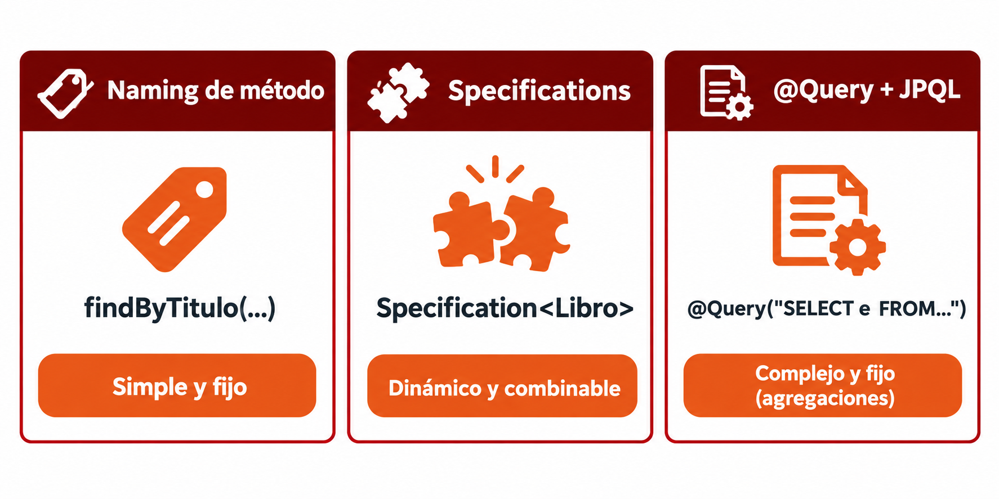 Naming de método
findByTitulo(...)
Simple y fijo
Specifications
Specification<Libro>
Dinámico y combinable
@Query + JPQL
@Query("SELECT e FROM...")
Complejo y fijo
(agregaciones)